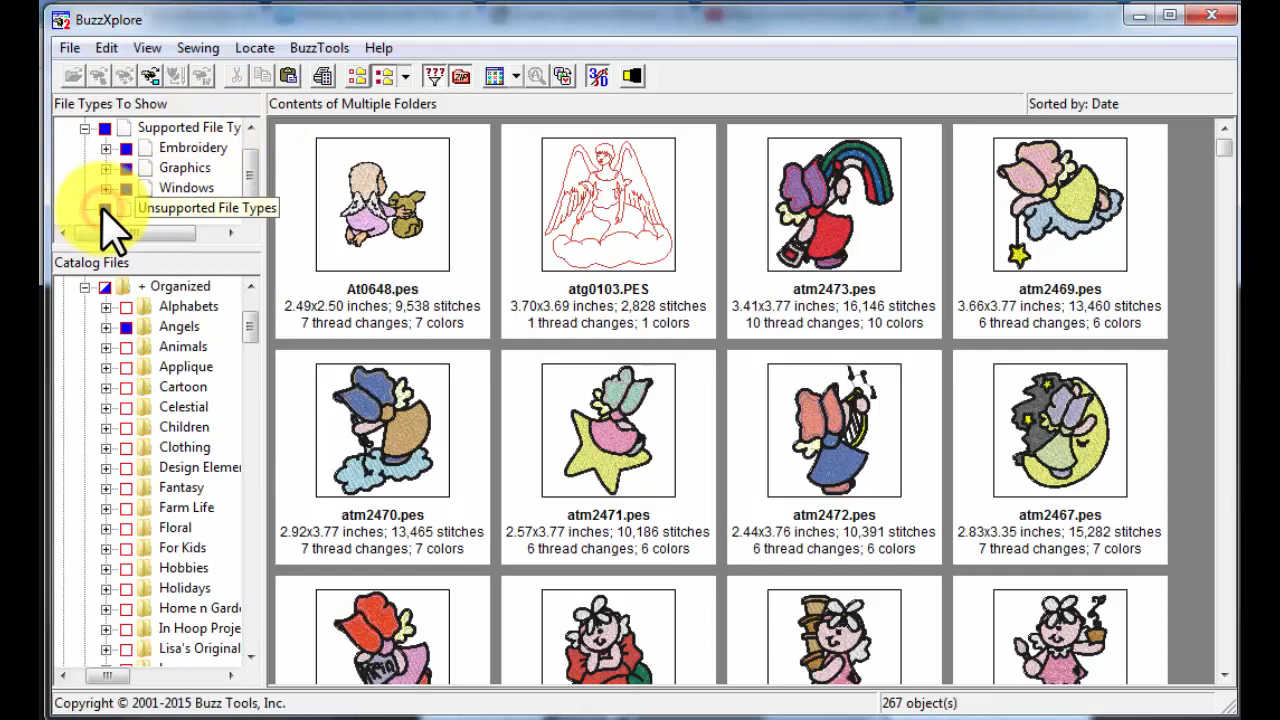 BuzzXplore
File Edit View Sewing Locate BuzzTools Help
File Types To Show
Supported File Ty
Embroidery
Graphics
Windows
Unsupported File Types
Catalog Files
+ Organized
Alphabets
Angels
Animals
Applique
Cartoon
Celestial
Children
Clothing
Design Eleme
Fantasy
Farm Life
Floral
For Kids
Hobbies
Holidays
Home n Garde
In Hoop Proje
Lisa's Original
Contents of Multiple Folders
Sorted by: Date
At0648.pes
2.49x2.50 inches; 9,538 stitches
7 thread changes; 7 colors
atg0103.PES
3.70x3.69 inches; 2,828 stitches
1 thread changes; 1 colors
atm2473.pes
3.41x3.77 inches; 16,146 stitches
10 thread changes; 10 colors
atm2469.pes
3.66x3.77 inches; 13,460 stitches
6 thread changes; 6 colors
atm2470.pes
2.92x3.77 inches; 13,465 stitches
7 thread changes; 7 colors
atm2471.pes
2.57x3.77 inches; 10,186 stitches
6 thread changes; 6 colors
atm2472.pes
2.44x3.76 inches; 10,391 stitches
6 thread changes; 6 colors
atm2467.pes
2.83x3.35 inches; 15,282 stitches
7 thread changes; 7 colors
Copyright © 2001-2015 Buzz Tools, Inc.
267 object(s)